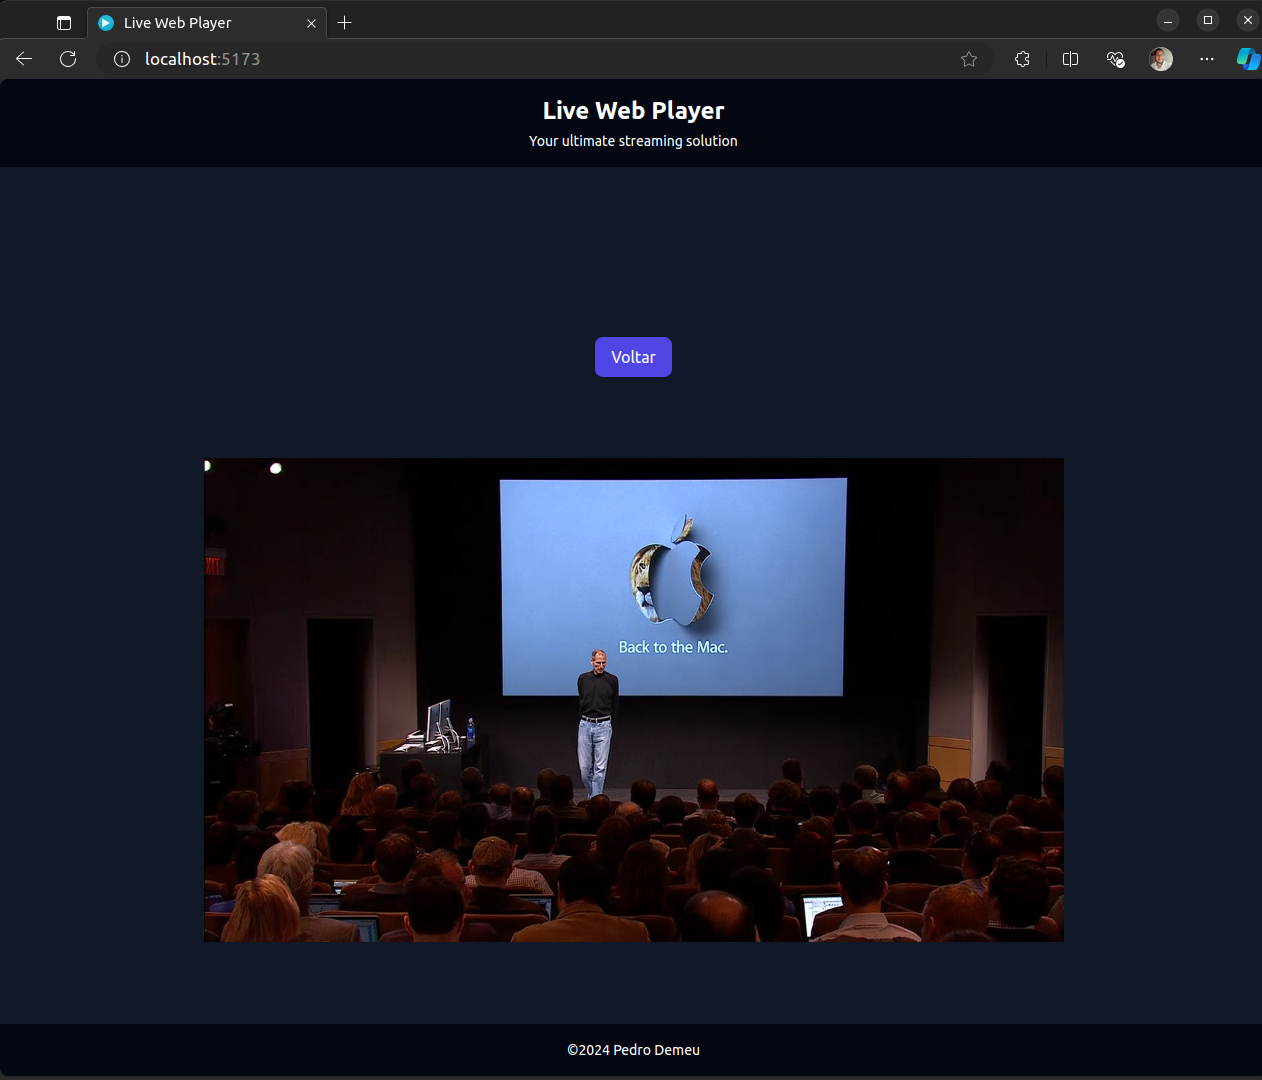 Live Web Player
localhost:5173
Live Web Player
Your ultimate streaming solution
Voltar
EXIT
Back to the Mac.
©2024 Pedro Demeu